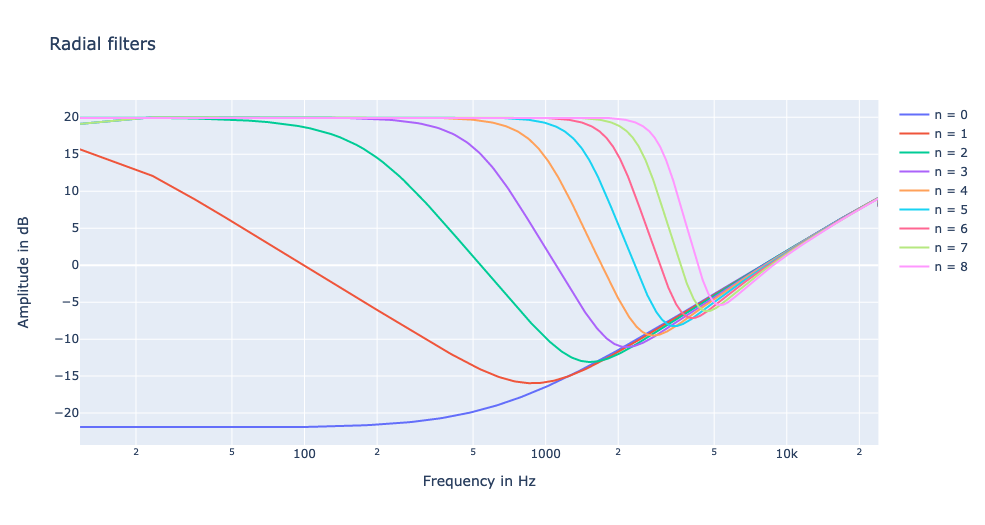 Radial filters
Amplitude in dB
20
15
10
5
0
−5
−10
−15
−20
2 5 100 2 5 1000 2 5 10k 2
Frequency in Hz
n = 0
n = 1
n = 2
n = 3
n = 4
n = 5
n = 6
n = 7
n = 8